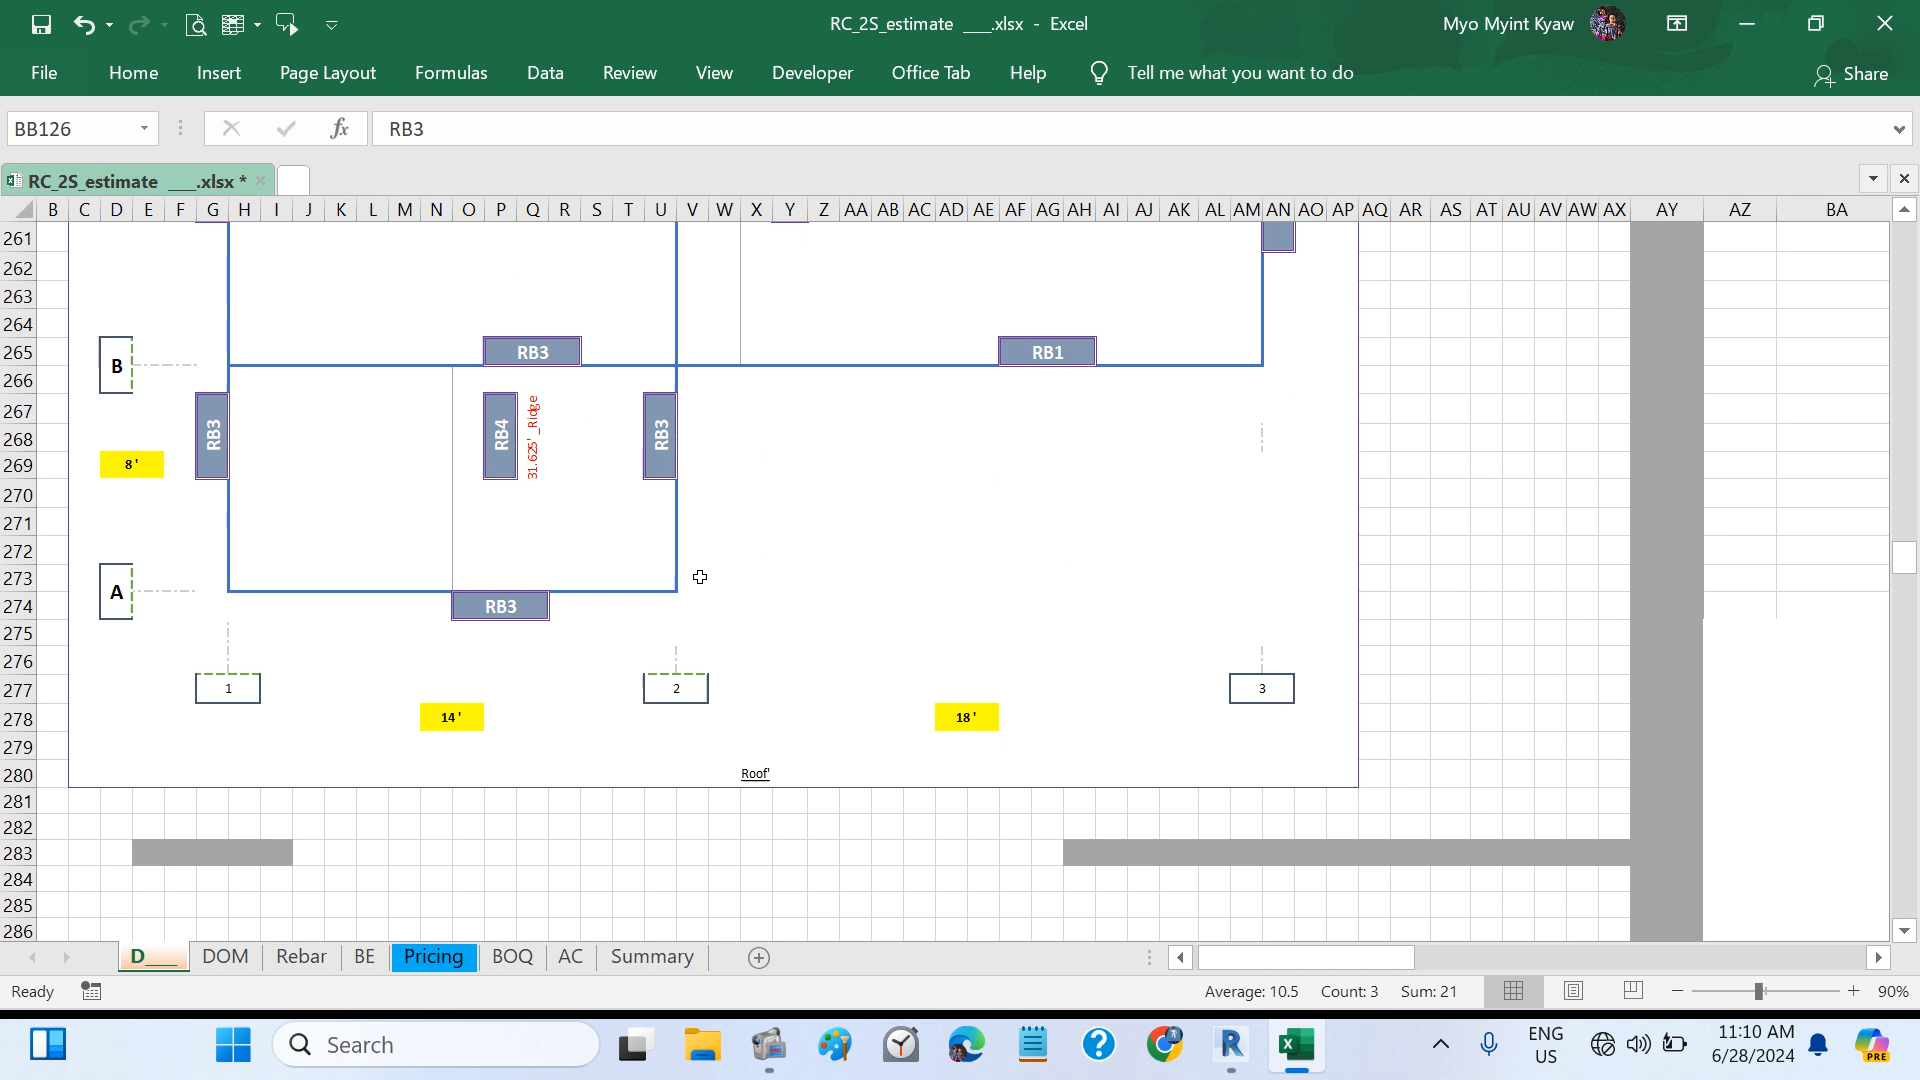 RC_2S_estimate ___.xlsx - Excel
Myo Myint Kyaw
File Home Insert Page Layout Formulas Data Review View Developer Office Tab Help Tell me what you want to do Share
BB126 fx RB3
RC_2S_estimate ___.xlsx *
B C D E F G H I J K L M N O P Q R S T U V W X Y Z AA AB AC AD AE AF AG AH AI AJ AK AL AM AN AO AP AQ AR AS AT AU AV AW AX AY AZ BA
261
262
263
264
265 RB3 RB1
B
266
267
268 RB3 RB4 31.625'_Ridge RB3
269 8 '
270
271
272
273
A
274 RB3
275
276
277 1 2 3
278 14 ' 18 '
279
280 Roof'
281
282
283
284
285
286
D___ DOM Rebar BE Pricing BOQ AC Summary
Ready Average: 10.5 Count: 3 Sum: 21 90%
Search
ENG
US
11:10 AM
6/28/2024
PRE